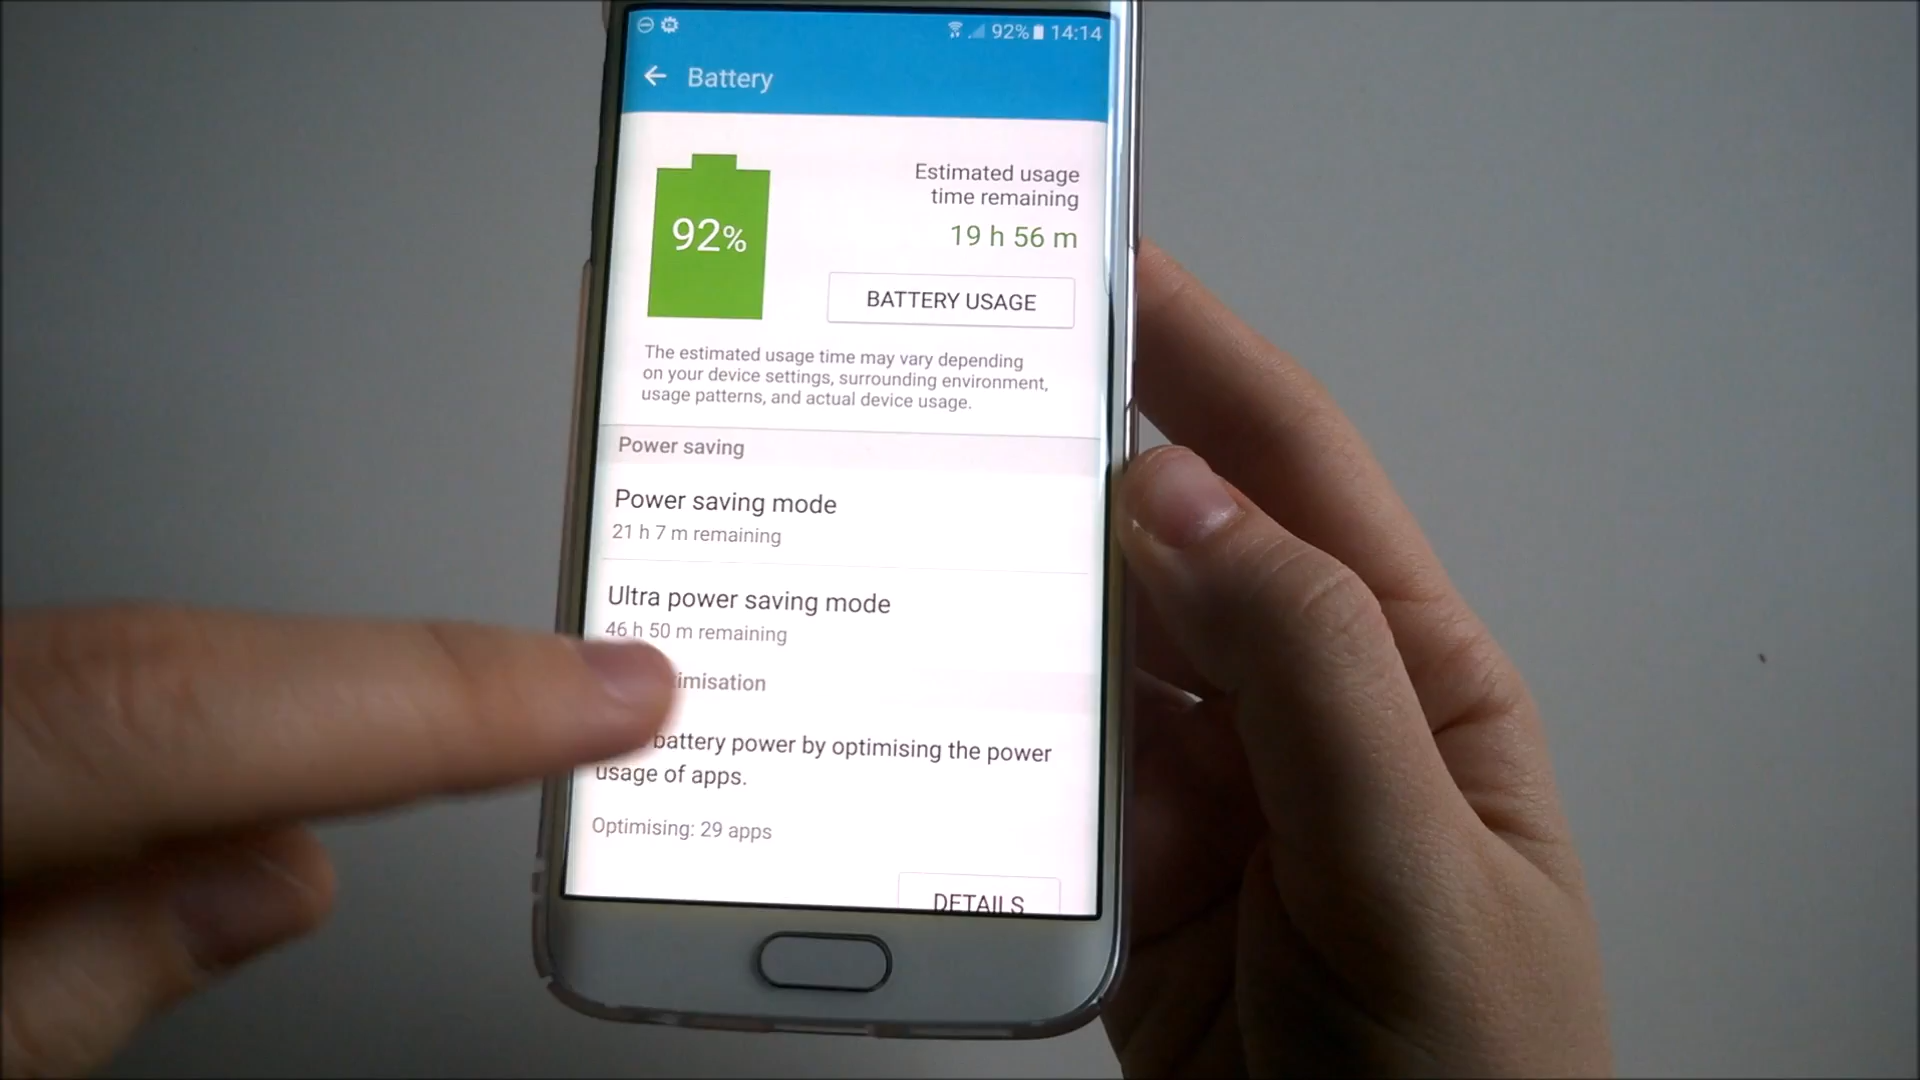 92% 14:14
Battery
92%
Estimated usage
time remaining
19 h 56 m
BATTERY USAGE
The estimated usage time may vary depending
on your device settings, surrounding environment,
usage patterns, and actual device usage.
Power saving
Power saving mode
21 h 7 m remaining
Ultra power saving mode
46 h 50 m remaining
battery power by optimising the power
usage of apps.
Optimising: 29 apps
DETAILS